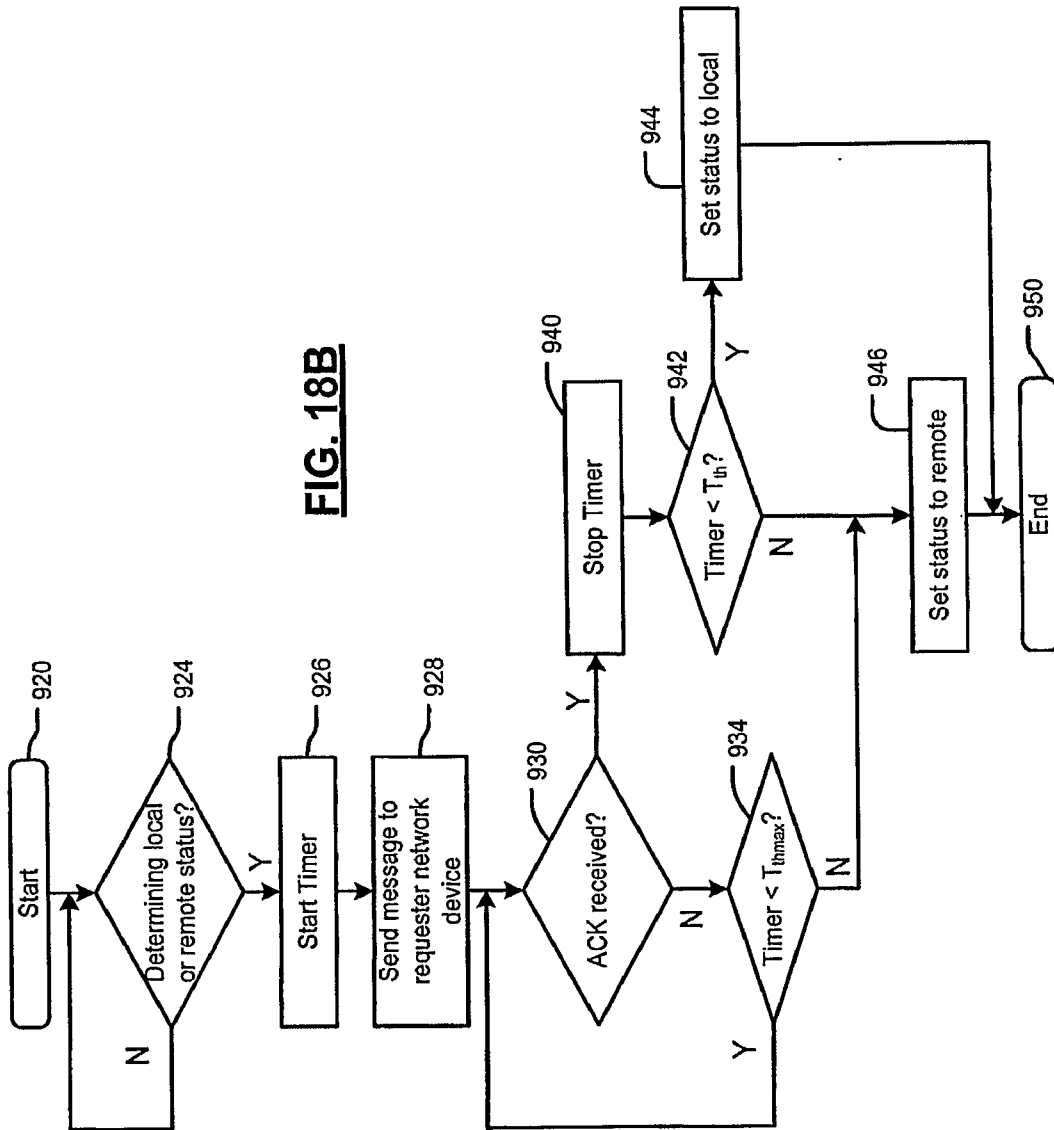 Start
920
Determining local
or remote status?
924
N
Y
Start Timer
926
Send message to
requester network
device
928
ACK received?
930
Y
N
Timer < Tthmax?
934
Y
N
Stop Timer
940
Timer < Tth?
942
Y
N
Set status to local
944
Set status to remote
946
End
950
FIG. 18B